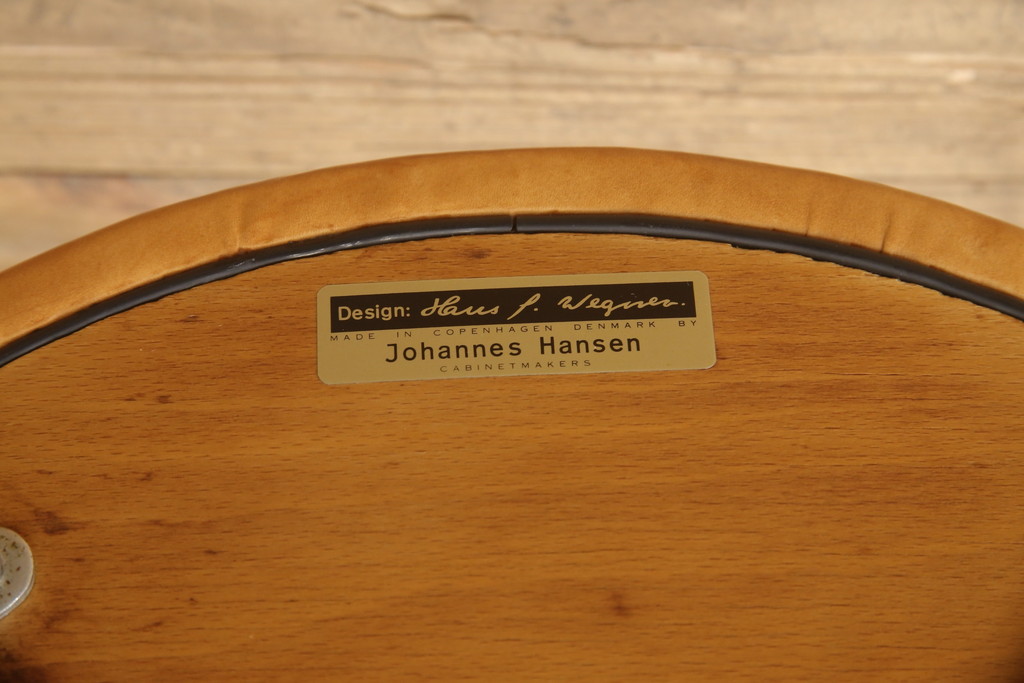 Design: Hans J. Wegner.
MADE IN COPENHAGEN DENMARK BY
Johannes Hansen
CABINETMAKERS